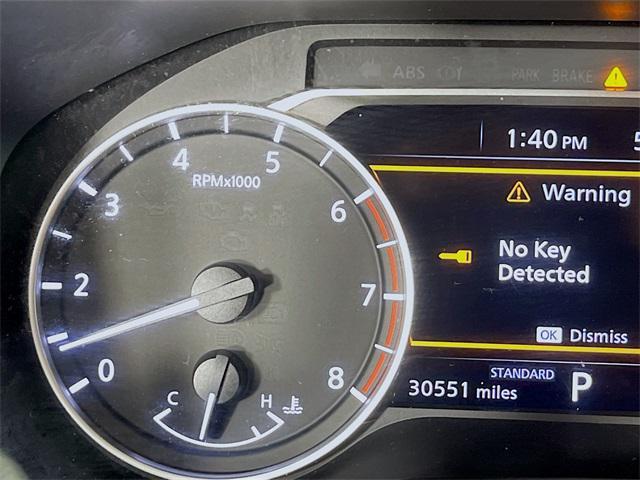 ABS
PARK BRAKE
1:40 PM
5
Warning
No Key
Detected
OK Dismiss
STANDARD
30551 miles P
RPMx1000
0
2
3
4
5
6
7
8
C H